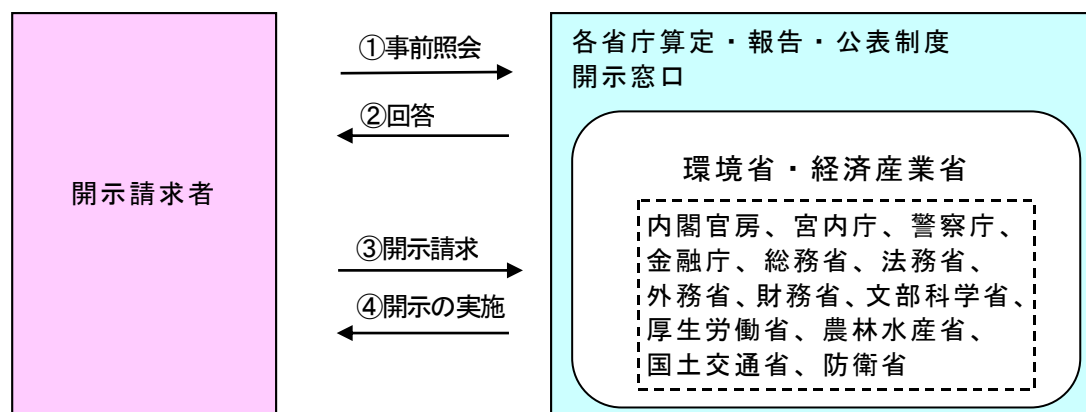 開示請求者
①事前照会
②回答
③開示請求
④開示の実施
各省庁算定・報告・公表制度
開示窓口
環境省・経済産業省
内閣官房、宮内庁、警察庁、
金融庁、総務省、法務省、
外務省、財務省、文部科学省、
厚生労働省、農林水産省、
国土交通省、防衛省